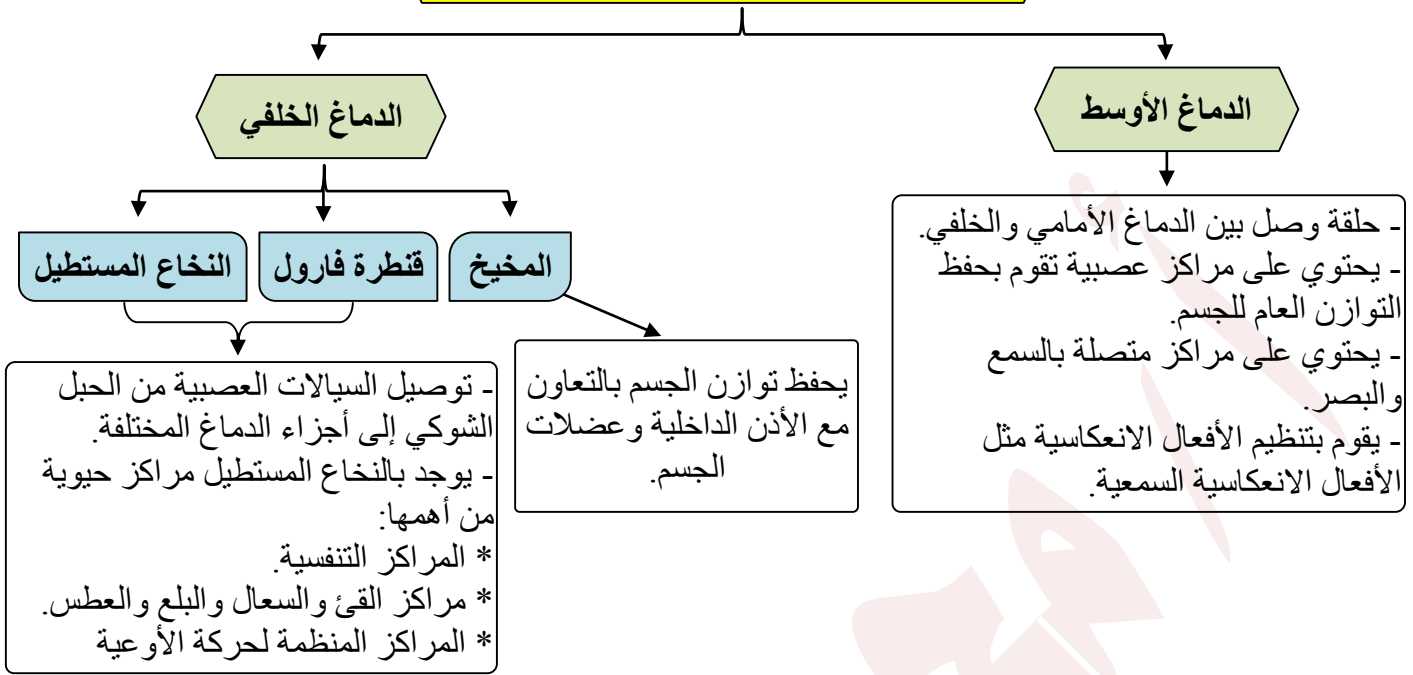 الدماغ الأوسط
- حلقة وصل بين الدماغ الأمامي والخلفي.
- يحتوي على مراكز عصبية تقوم بحفظ
التوازن العام للجسم.
- يحتوي على مراكز متصلة بالسمع
والبصر.
- يقوم بتنظيم الأفعال الانعكاسية مثل
الأفعال الانعكاسية السمعية.
الدماغ الخلفي
المخيخ
قنطرة فارول
النخاع المستطيل
يحفظ توازن الجسم بالتعاون
مع الأذن الداخلية وعضلات
الجسم.
- توصيل السيالات العصبية من الحبل
الشوكي إلى أجزاء الدماغ المختلفة.
- يوجد بالنخاع المستطيل مراكز حيوية
من أهمها:
* المراكز التنفسية.
* مراكز القئ والسعال والبلع والعطس.
* المراكز المنظمة لحركة الأوعية